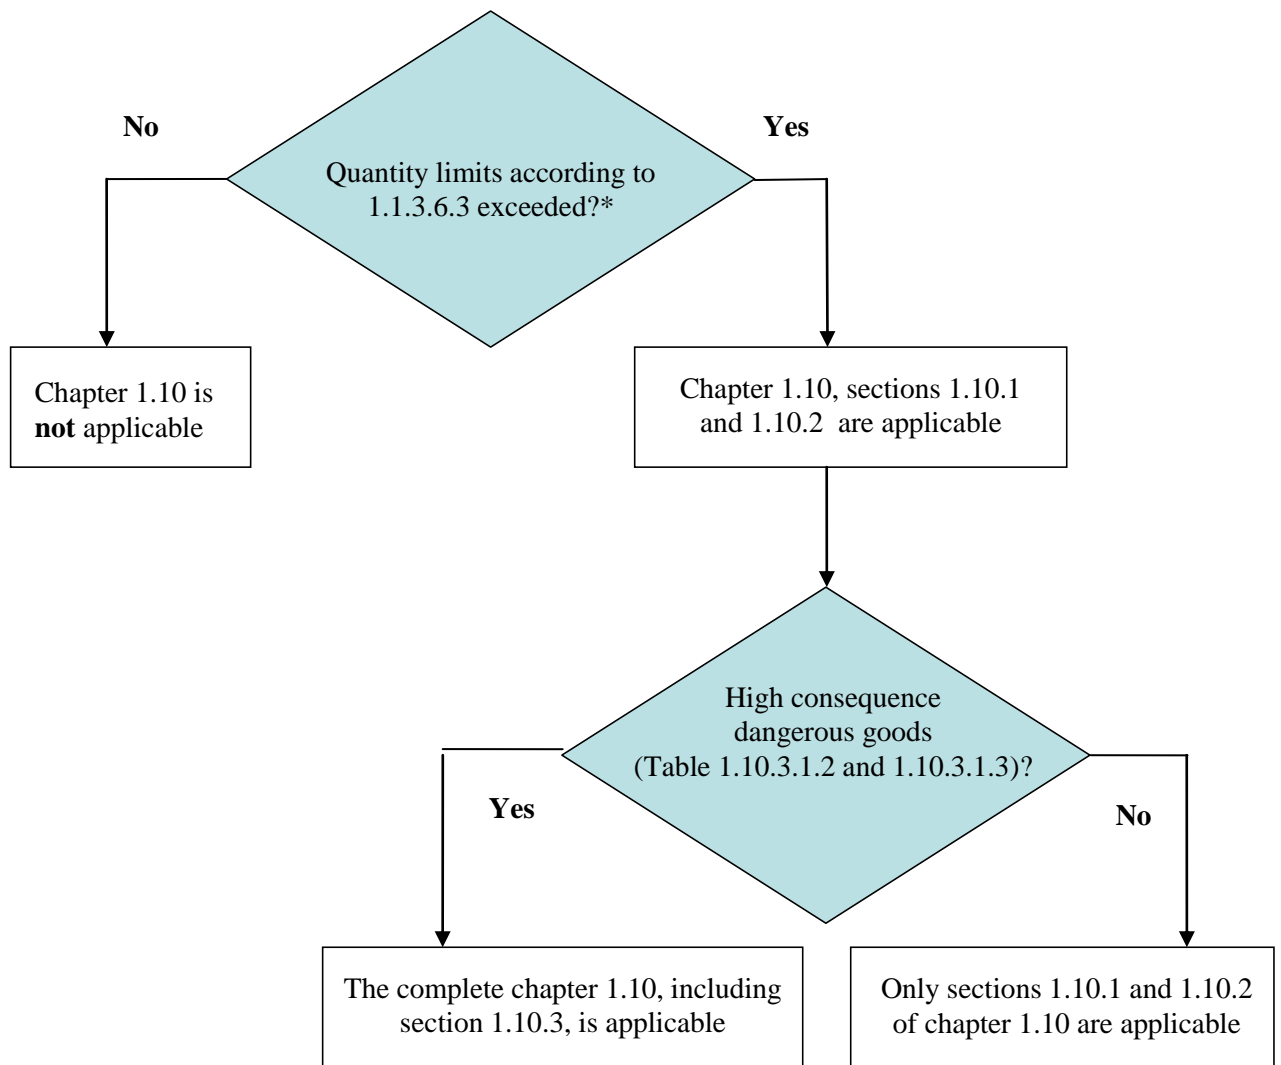 No
Yes
Quantity limits according to
1.1.3.6.3 exceeded?*
Chapter 1.10 is
not applicable
Chapter 1.10, sections 1.10.1
and 1.10.2 are applicable
High consequence
dangerous goods
(Table 1.10.3.1.2 and 1.10.3.1.3)?
Yes
No
The complete chapter 1.10, including
section 1.10.3, is applicable
Only sections 1.10.1 and 1.10.2
of chapter 1.10 are applicable